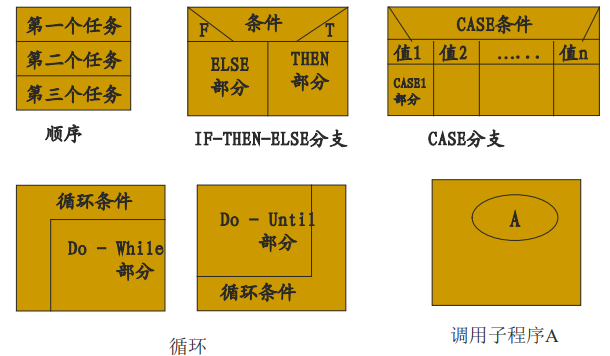 第一个任务
第二个任务
第三个任务
顺序
条件
F
T
ELSE
部分
THEN
部分
IF-THEN-ELSE分支
CASE条件
值1
值2
……
值n
CASE1
部分
CASE分支
循环条件
Do - While
部分
Do - Until
部分
循环条件
循环
A
调用子程序A